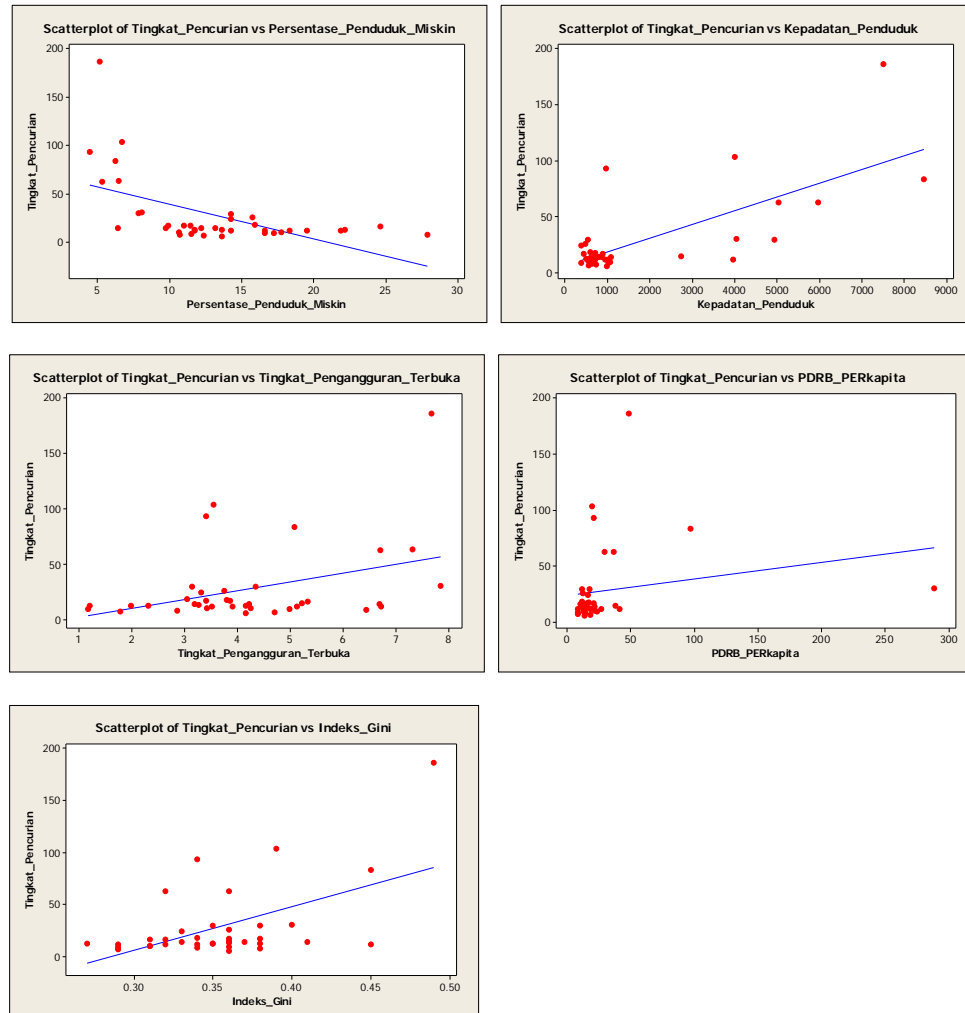 Scatterplot of Tingkat_Pencurian vs Persentase_Penduduk_Miskin
200
150
100
50
0
Tingkat_Pencurian
5 10 15 20 25 30
Persentase_Penduduk_Miskin
Scatterplot of Tingkat_Pencurian vs Kepadatan_Penduduk
200
150
100
50
0
Tingkat_Pencurian
0 1000 2000 3000 4000 5000 6000 7000 8000 9000
Kepadatan_Penduduk
Scatterplot of Tingkat_Pencurian vs Tingkat_Pengangguran_Terbuka
200
150
100
50
0
Tingkat_Pencurian
1 2 3 4 5 6 7 8
Tingkat_Pengangguran_Terbuka
Scatterplot of Tingkat_Pencurian vs PDRB_PERkapita
200
150
100
50
0
Tingkat_Pencurian
0 50 100 150 200 250 300
PDRB_PERkapita
Scatterplot of Tingkat_Pencurian vs Indeks_Gini
200
150
100
50
0
Tingkat_Pencurian
0.30 0.35 0.40 0.45 0.50
Indeks_Gini